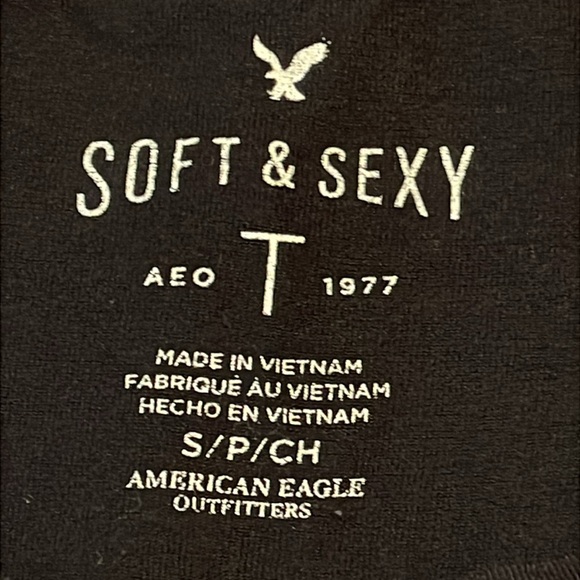 SOFT & SEXY
AEO T 1977
MADE IN VIETNAM
FABRIQUÉ AU VIETNAM
HECHO EN VIETNAM
S/P/CH
AMERICAN EAGLE
OUTFITTERS